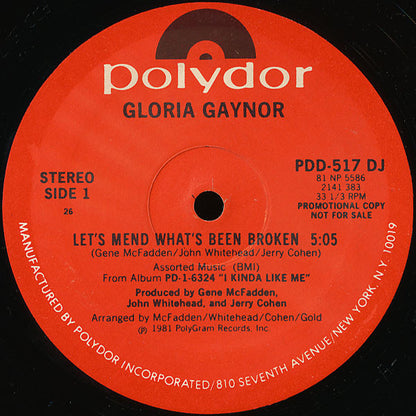 polydor
GLORIA GAYNOR
STEREO
SIDE 1
26
PDD-517 DJ
81 NP 5586
2141 383
33 1/3 RPM
PROMOTIONAL COPY
NOT FOR SALE
LET'S MEND WHAT'S BEEN BROKEN 5:05
(Gene McFadden/John Whitehead/Jerry Cohen)
Assorted Music (BMI)
From Album PD-1-6324 "I KINDA LIKE ME"
Produced by Gene McFadden,
John Whitehead, and Jerry Cohen
Arranged by McFadden/Whitehead/Cohen/Gold
℗ 1981 PolyGram Records, Inc.
MANUFACTURED BY POLYDOR INCORPORATED/810 SEVENTH AVENUE/NEW YORK, N.Y. 10019